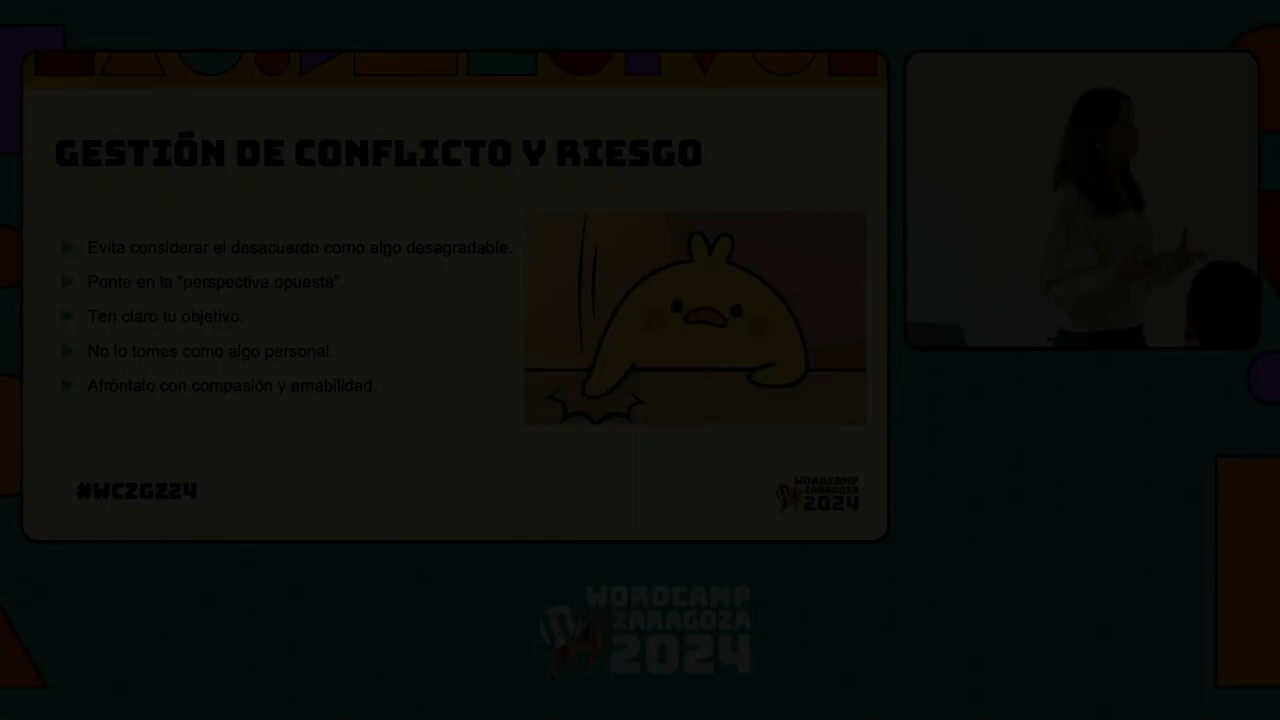 GESTIÓN DE CONFLICTO Y RIESGO
Evita considerar el desacuerdo como algo desagradable.
Ponte en la "perspectiva opuesta".
Ten claro tu objetivo.
No lo tomes como algo personal.
Afróntalo con compasión y amabilidad.
#WCZGZ24
WORDCAMP
ZARAGOZA
2024
WORDCAMP
ZARAGOZA
2024